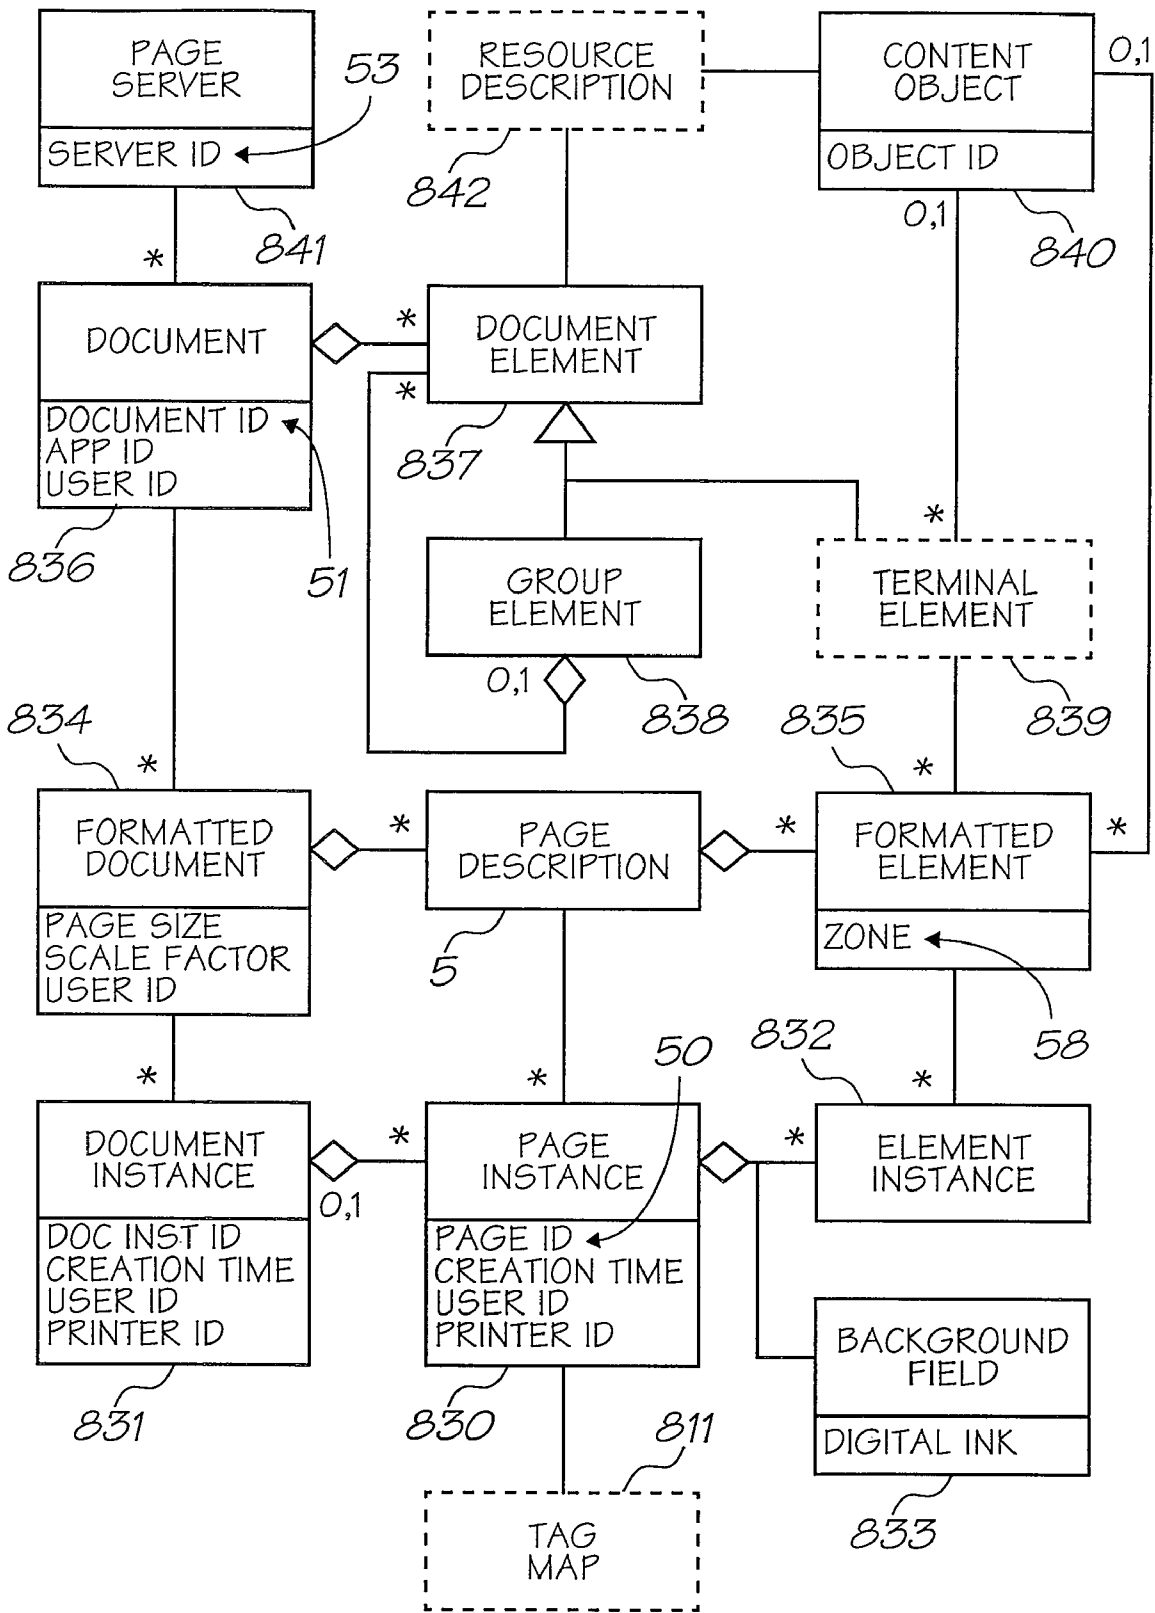 PAGE
SERVER
SERVER ID
53
841
RESOURCE
DESCRIPTION
842
CONTENT
OBJECT
OBJECT ID
0,1
0,1
840
*
DOCUMENT
DOCUMENT ID
APP ID
USER ID
836
51
*
*
DOCUMENT
ELEMENT
837
GROUP
ELEMENT
0,1
838
*
TERMINAL
ELEMENT
839
834
*
FORMATTED
DOCUMENT
PAGE SIZE
SCALE FACTOR
USER ID
*
PAGE
DESCRIPTION
5
835
*
*
*
FORMATTED
ELEMENT
ZONE
58
*
DOCUMENT
INSTANCE
0,1
DOC INST ID
CREATION TIME
USER ID
PRINTER ID
831
50
*
*
PAGE
INSTANCE
PAGE ID
CREATION TIME
USER ID
PRINTER ID
830
832
*
*
ELEMENT
INSTANCE
BACKGROUND
FIELD
DIGITAL INK
833
811
TAG
MAP